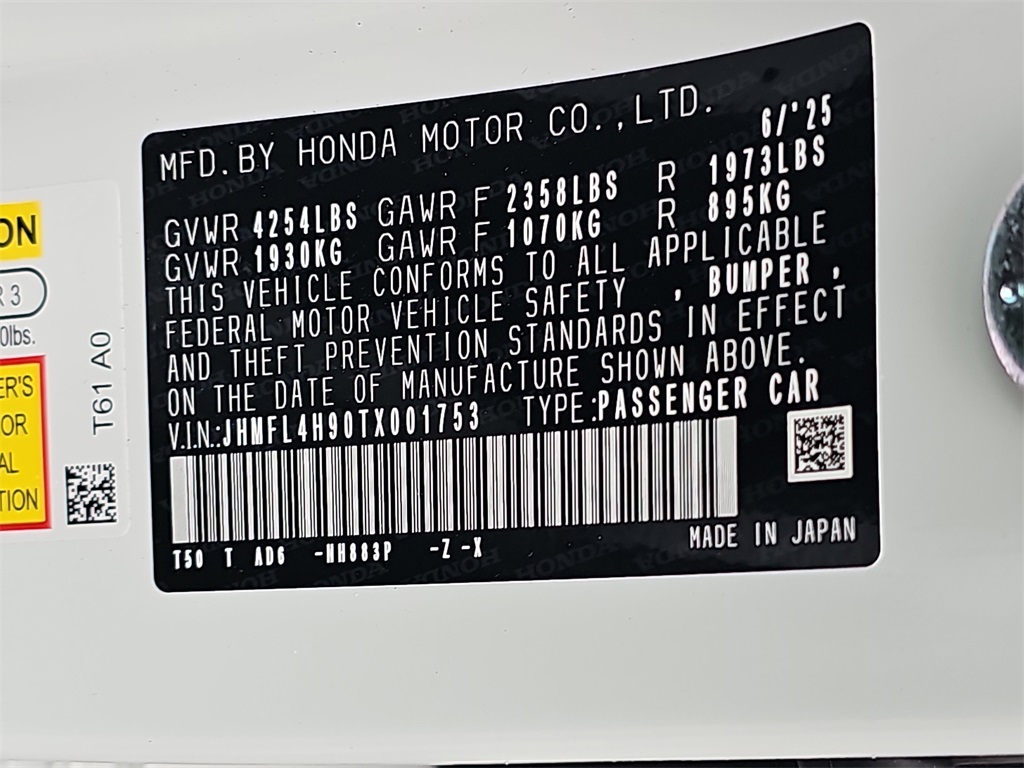 MFD. BY HONDA MOTOR CO., LTD.
6/'25
GVWR 4254LBS GAWR F 2358LBS R 1973LBS
GVWR 1930KG GAWR F 1070KG R 895KG
THIS VEHICLE CONFORMS TO ALL APPLICABLE
FEDERAL MOTOR VEHICLE SAFETY , BUMPER ,
AND THEFT PREVENTION STANDARDS IN EFFECT
ON THE DATE OF MANUFACTURE SHOWN ABOVE.
V.I.N.:JHMFL4H90TX001753 TYPE:PASSENGER CAR
T50 T AD6 -NH883P -Z -X
MADE IN JAPAN
ON
R 3
0lbs.
ER'S
OR
AL
TION
T61 A0